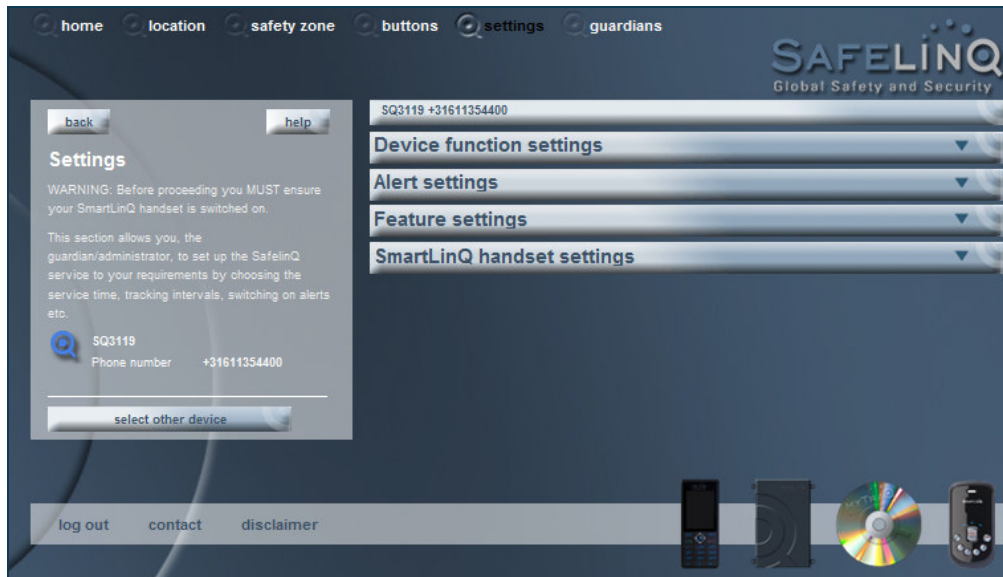 home location safety zone buttons settings guardians
SAFELINQ
Global Safety and Security
back help
Settings
WARNING: Before proceeding you MUST ensure
your SmartLinQ handset is switched on.
This section allows you, the
guardian/administrator, to set up the SafelinQ
service to your requirements by choosing the
service time, tracking intervals, switching on alerts
etc.
SQ3119
Phone number +31611354400
select other device
SQ3119 +31611354400
Device function settings
Alert settings
Feature settings
SmartLinQ handset settings
log out contact disclaimer